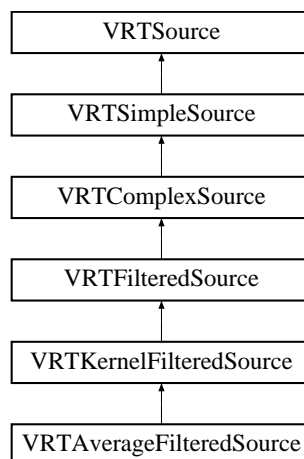 VRTSource
VRTSimpleSource
VRTComplexSource
VRTFilteredSource
VRTKernelFilteredSource
VRTAverageFilteredSource